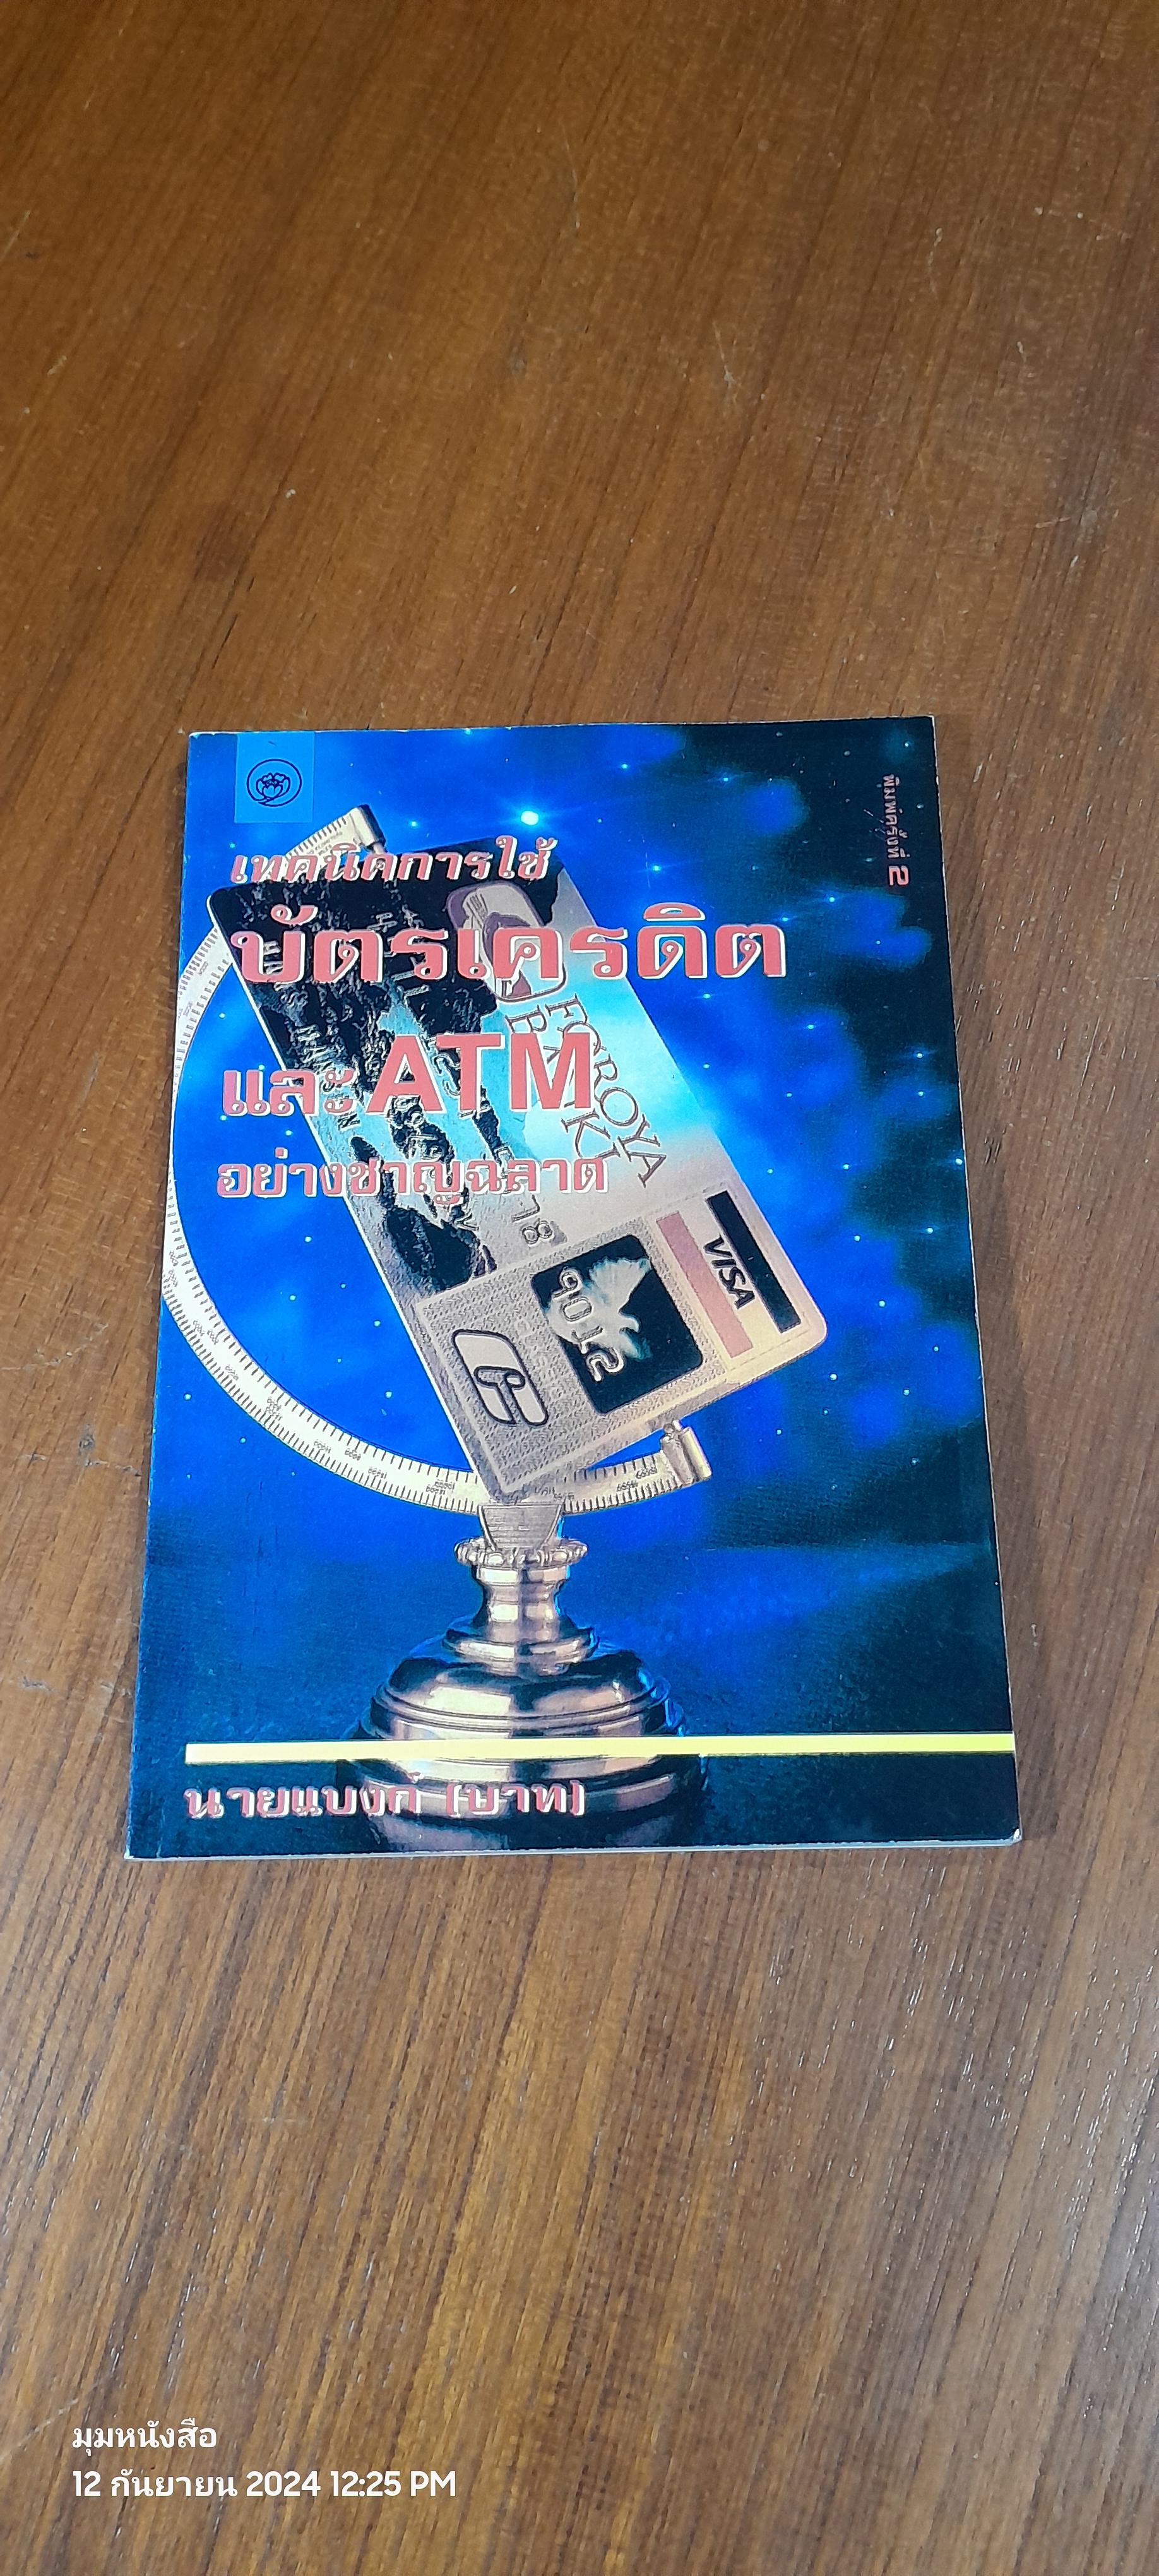 พิมพ์ครั้งที่ 2
เทคนิคการใช้
บัตรเครดิต
และ ATM
อย่างชาญฉลาด
FØROYA
BANKI
VISA
นายแบงก์ (บาท)
มุมหนังสือ
12 กันยายน 2024 12:25 PM